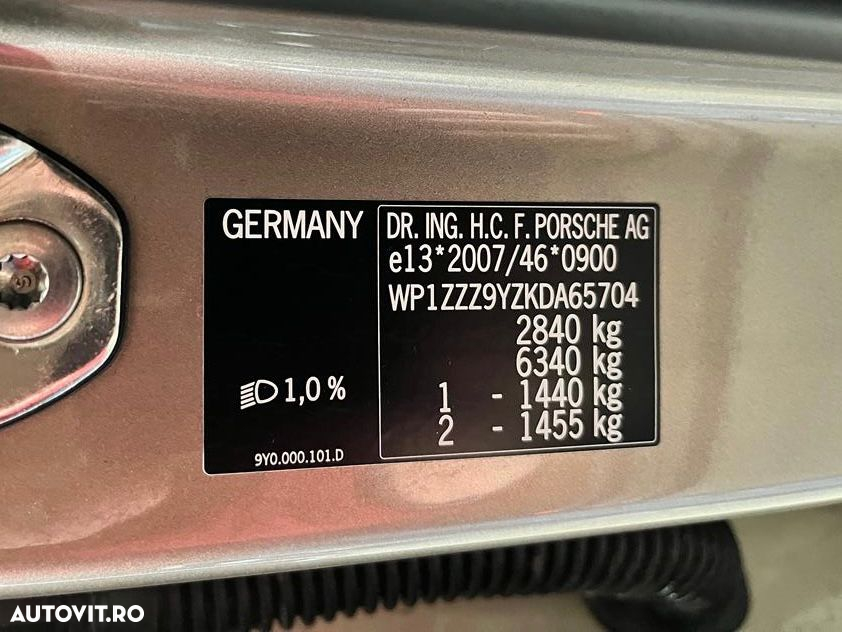 GERMANY
DR. ING. H.C. F. PORSCHE AG
e13*2007/46*0900
WP1ZZZ9YZKDA65704
2840 kg
6340 kg
1 - 1440 kg
2 - 1455 kg
1,0 %
9Y0.000.101.D
AUTOVIT.RO